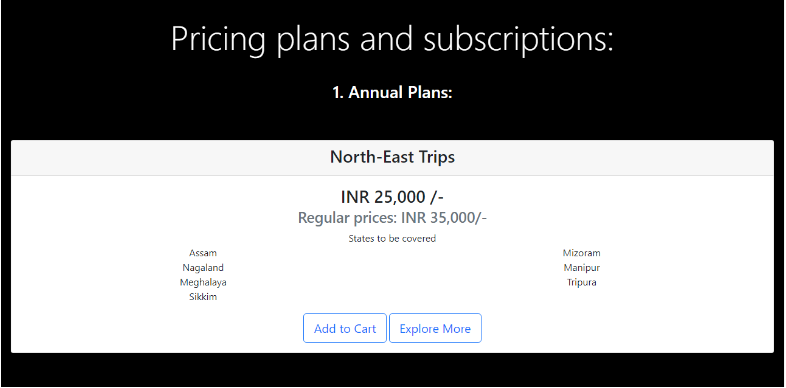 Pricing plans and subscriptions:
1. Annual Plans:
North-East Trips
INR 25,000 /-
Regular prices: INR 35,000/-
States to be covered
Assam
Nagaland
Meghalaya
Sikkim
Mizoram
Manipur
Tripura
Add to Cart
Explore More